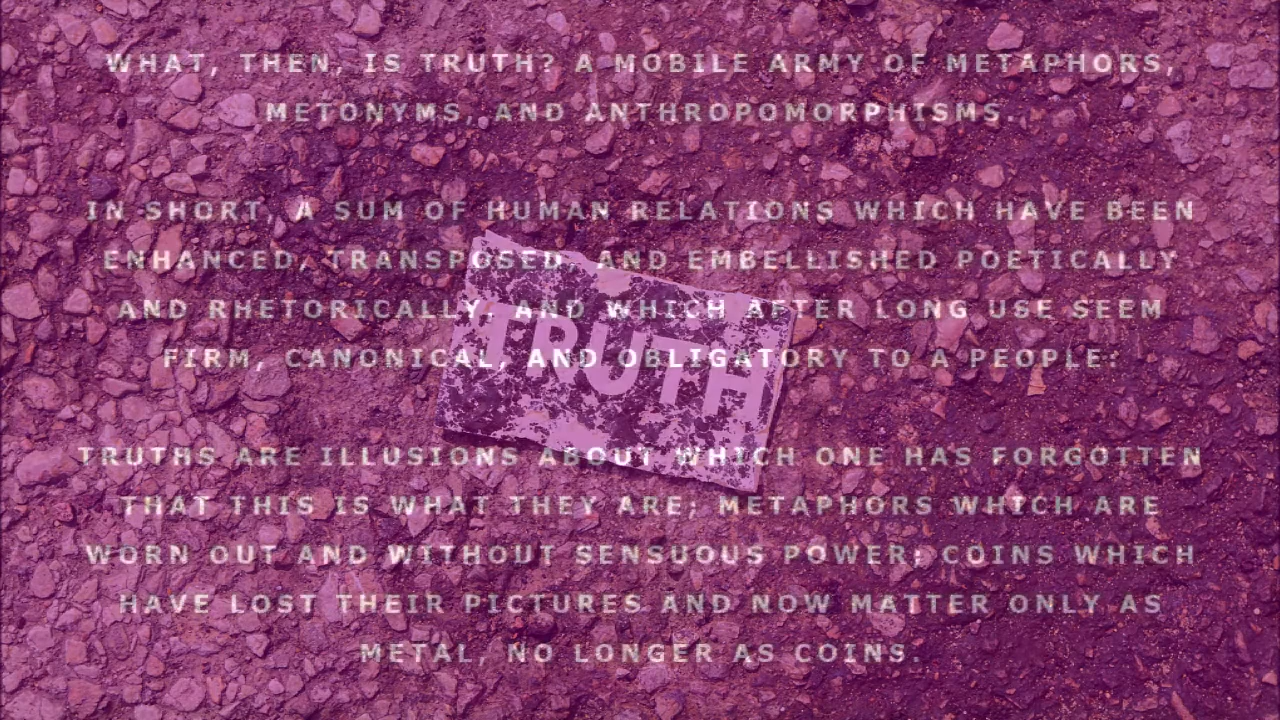 WHAT, THEN, IS TRUTH? A MOBILE ARMY OF METAPHORS,
METONYMS, AND ANTHROPOMORPHISMS.
IN SHORT, A SUM OF HUMAN RELATIONS WHICH HAVE BEEN
ENHANCED, TRANSPOSED, AND EMBELLISHED POETICALLY
AND RHETORICALLY, AND WHICH AFTER LONG USE SEEM
FIRM, CANONICAL, AND OBLIGATORY TO A PEOPLE:
TRUTH
TRUTHS ARE ILLUSIONS ABOUT WHICH ONE HAS FORGOTTEN
THAT THIS IS WHAT THEY ARE; METAPHORS WHICH ARE
WORN OUT AND WITHOUT SENSUOUS POWER; COINS WHICH
HAVE LOST THEIR PICTURES AND NOW MATTER ONLY AS
METAL, NO LONGER AS COINS.